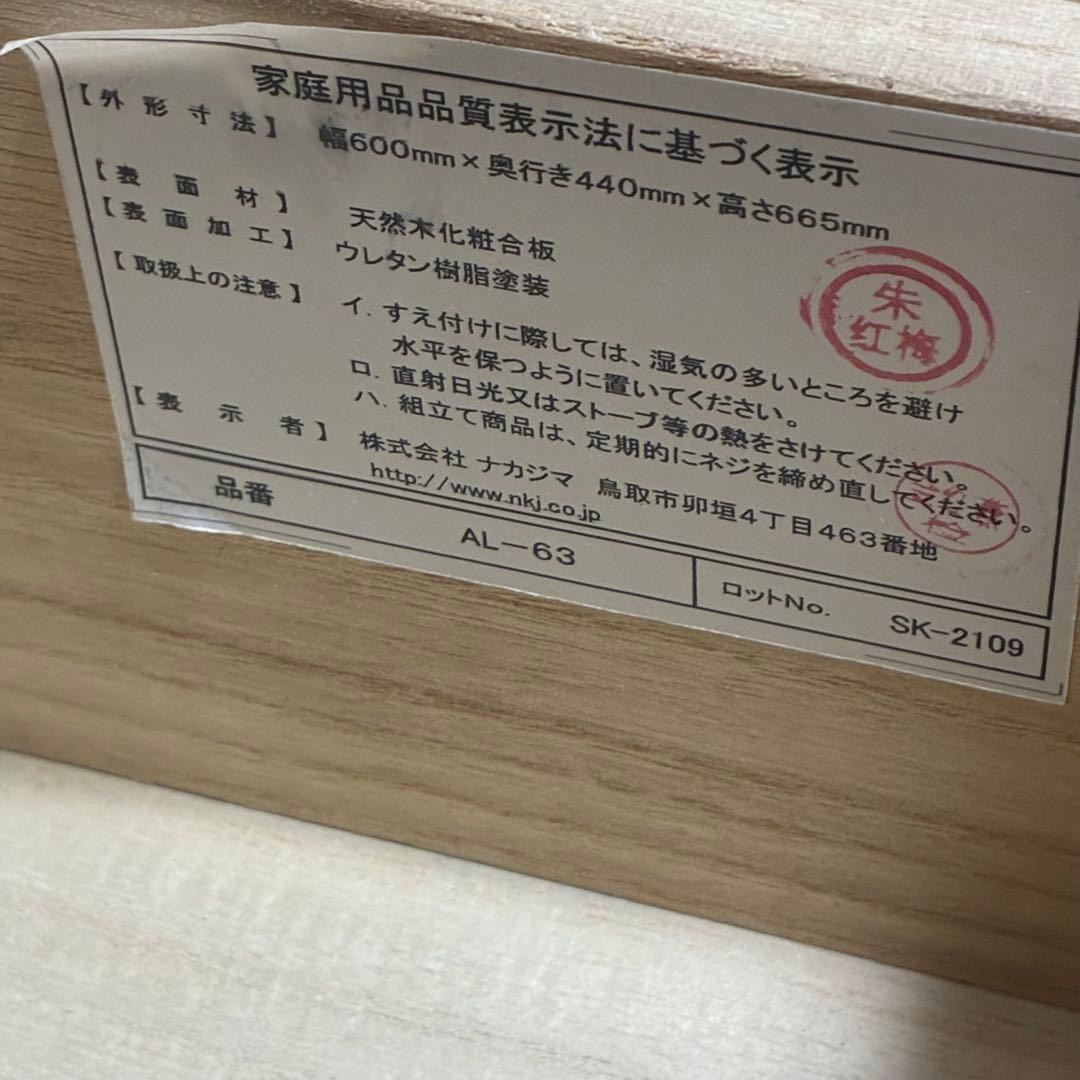 家庭用品品質表示法に基づく表示
【外形寸法】 幅600mm×奥行き440mm×高さ665mm
【表面材】 天然木化粧合板
【表面加工】 ウレタン樹脂塗装
【取扱上の注意】 イ.すえ付けに際しては、湿気の多いところを避け
水平を保つように置いてください。
ロ.直射日光又はストーブ等の熱をさけてください。
ハ.組立て商品は、定期的にネジを締め直してください。
【表示者】 株式会社 ナカジマ 鳥取市卯垣4丁目463番地
http://www.nkj.co.jp
品番 AL-63 ロットNo. SK-2109
朱
红梅